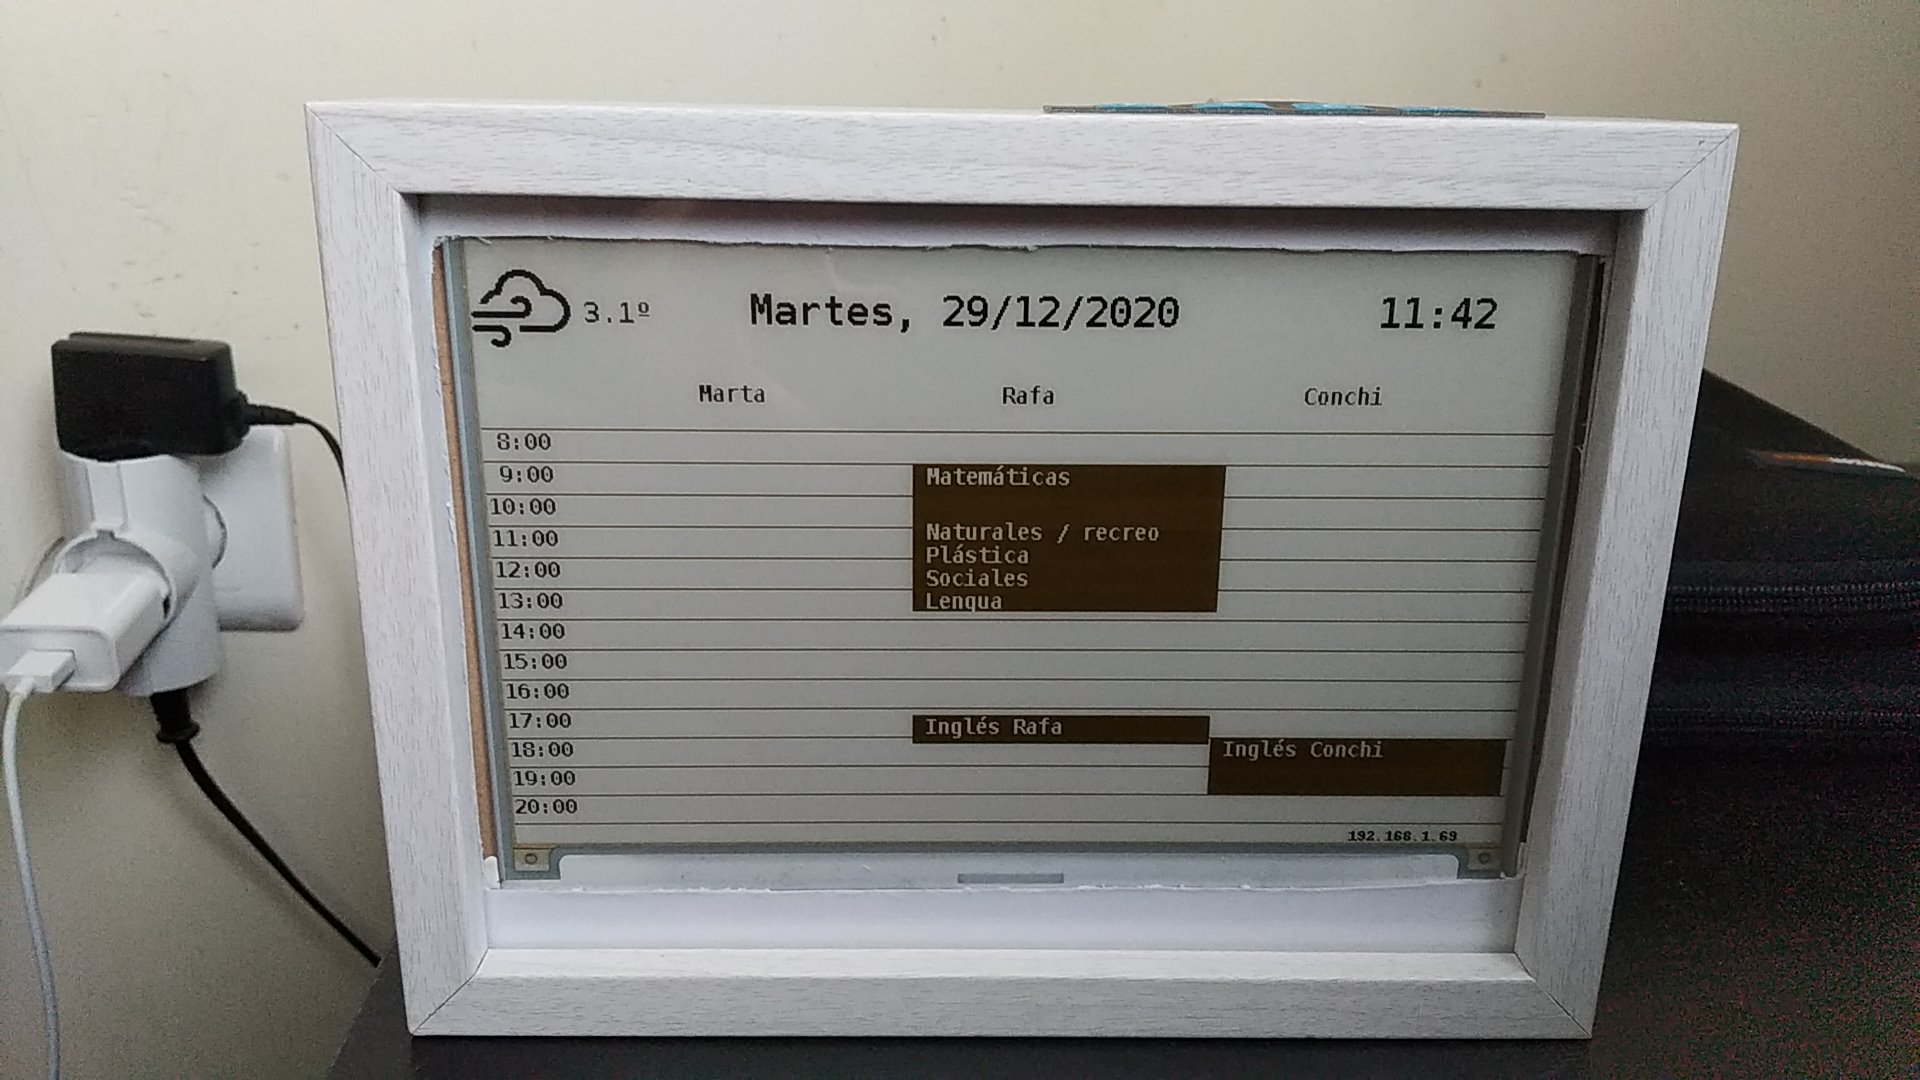 3.1º Martes, 29/12/2020 11:42
Marta Rafa Conchi
8:00
9:00 Matemáticas
10:00
11:00 Naturales / recreo
Plástica
12:00 Sociales
13:00 Lengua
14:00
15:00
16:00
17:00 Inglés Rafa
18:00 Inglés Conchi
19:00
20:00
192.168.1.69